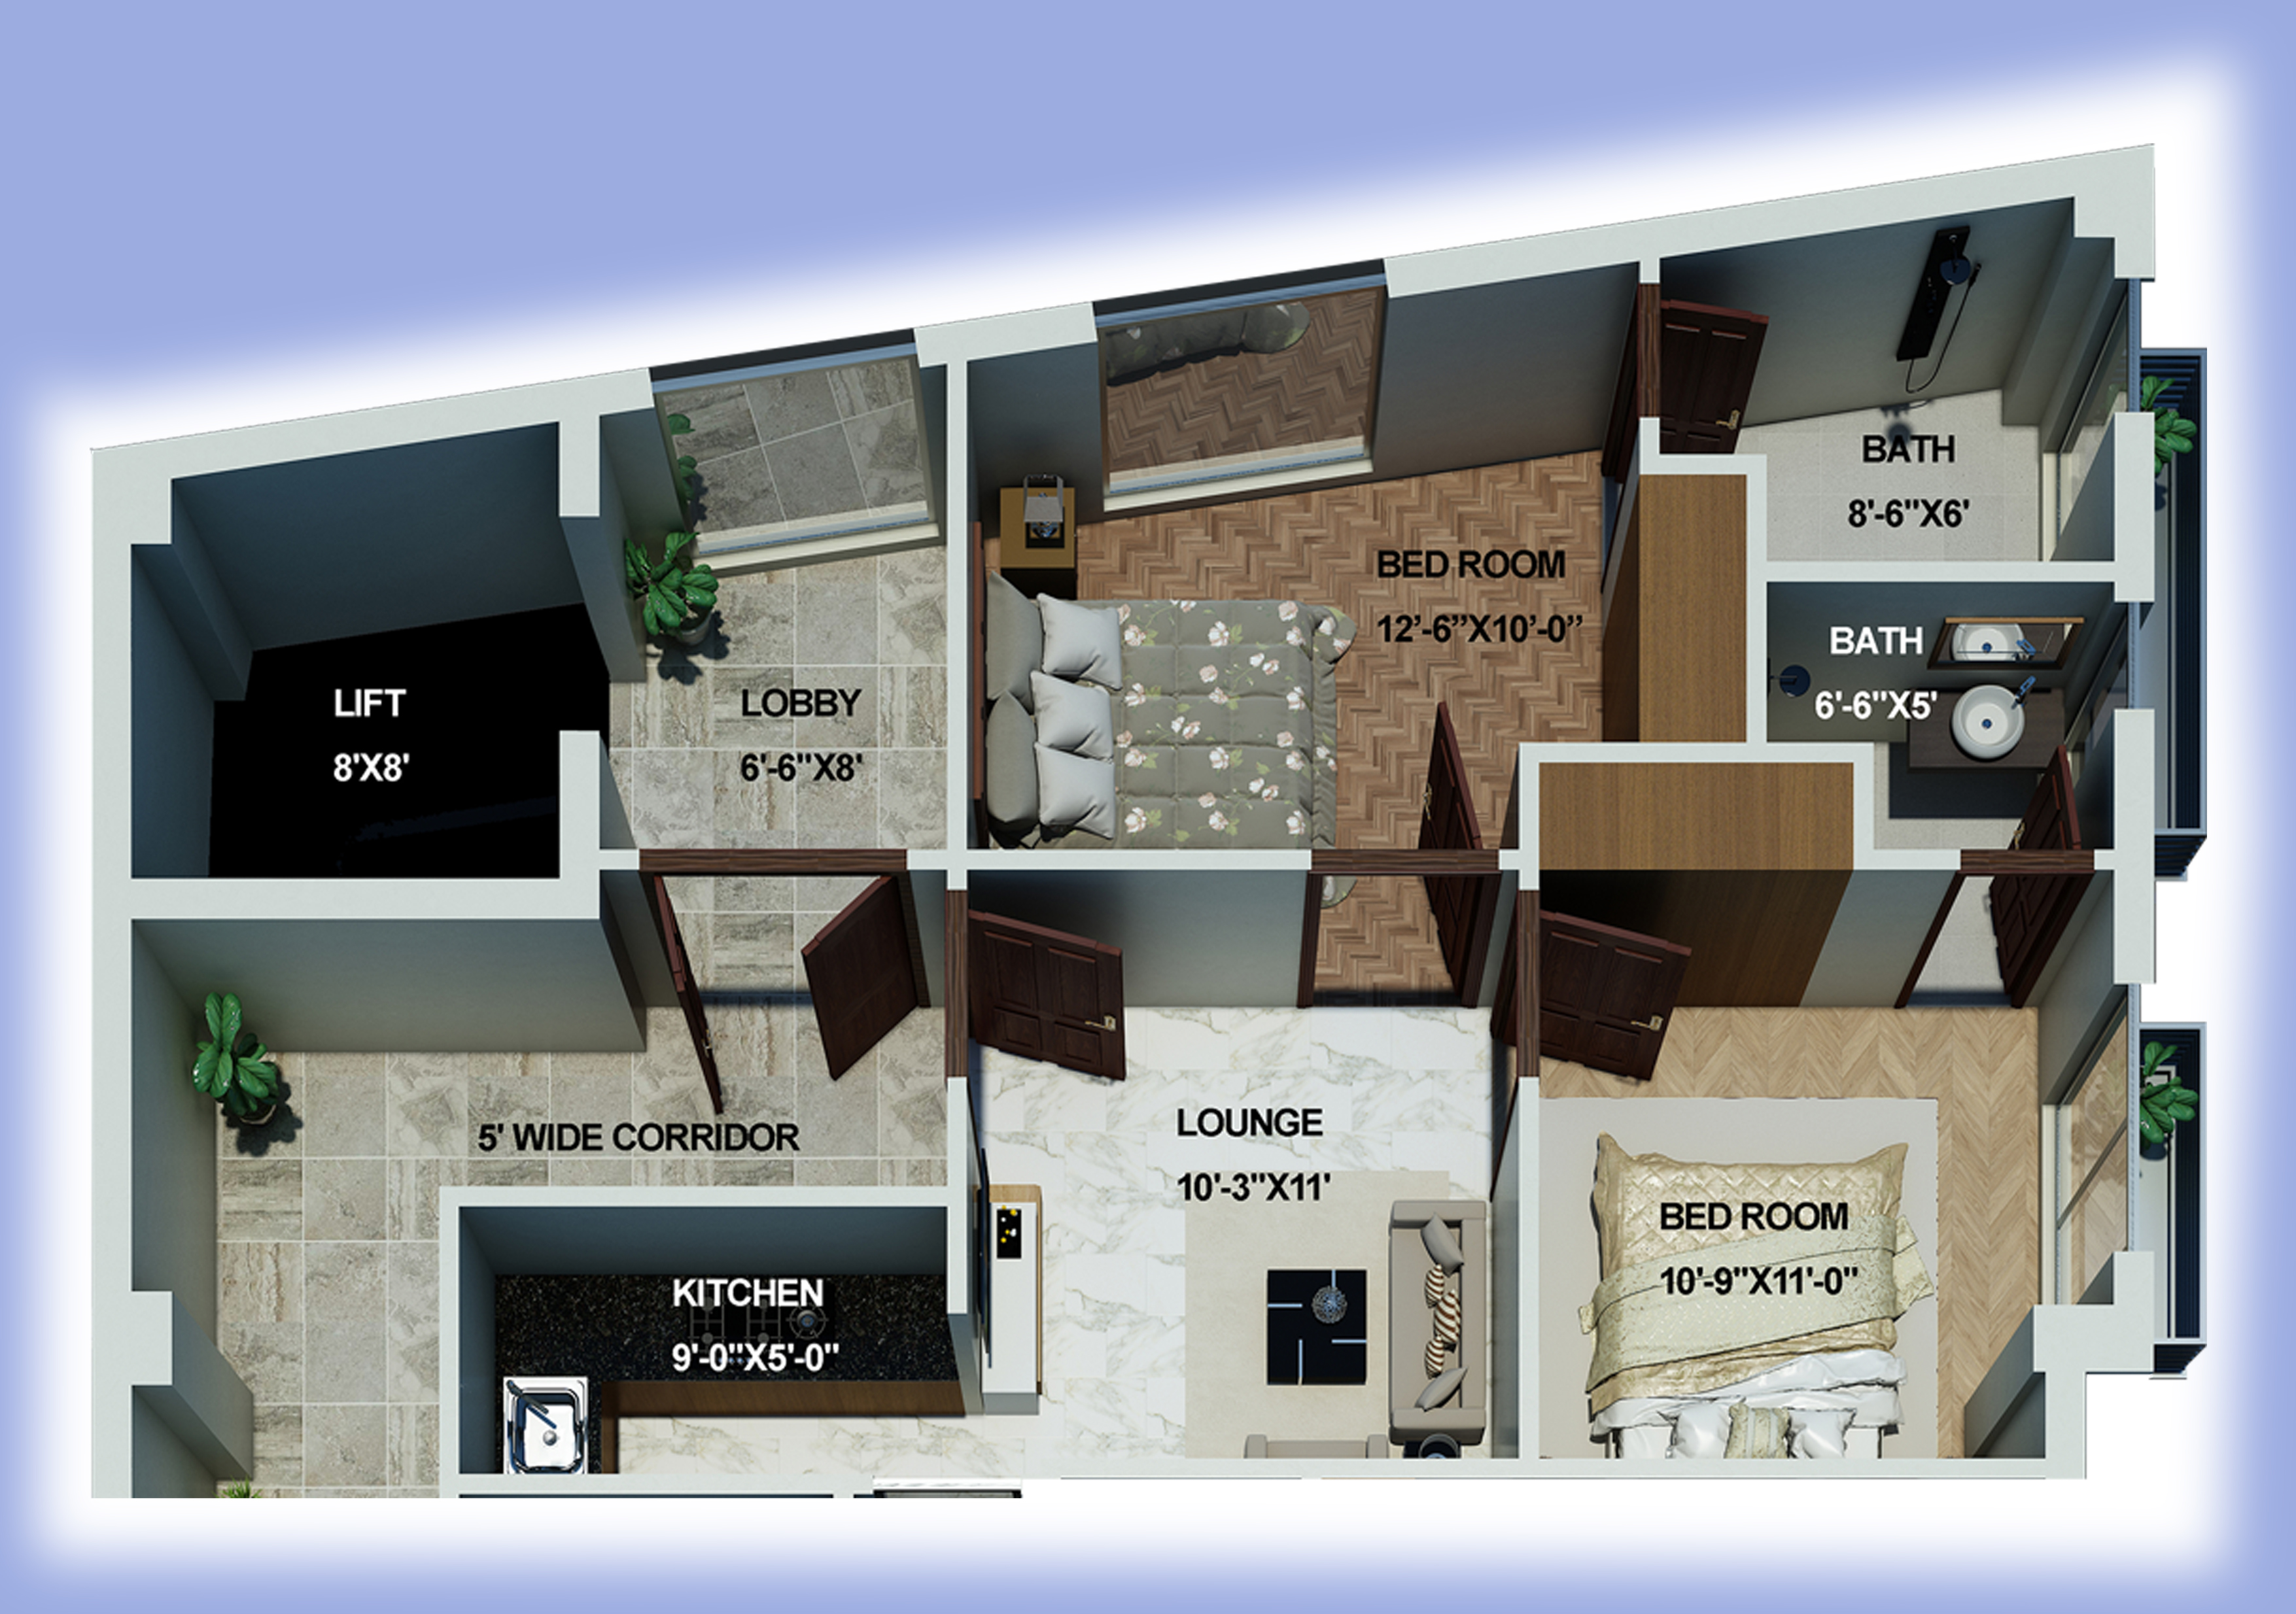 BATH
8'-6"X6'
BED ROOM
12’-6”X10’-0”
BATH
6'-6"X5'
LIFT
8'X8'
LOBBY
6'-6"X8'
5' WIDE CORRIDOR
LOUNGE
10'-3"X11'
BED ROOM
10'-9"X11'-0"
KITCHEN
9'-0"X5'-0"